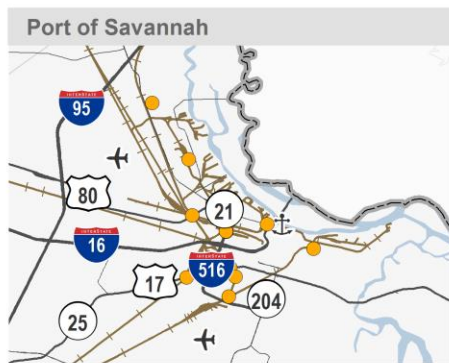 Port of Savannah
INTERSTATE
95
80
21
INTERSTATE
16
INTERSTATE
516
17
204
25